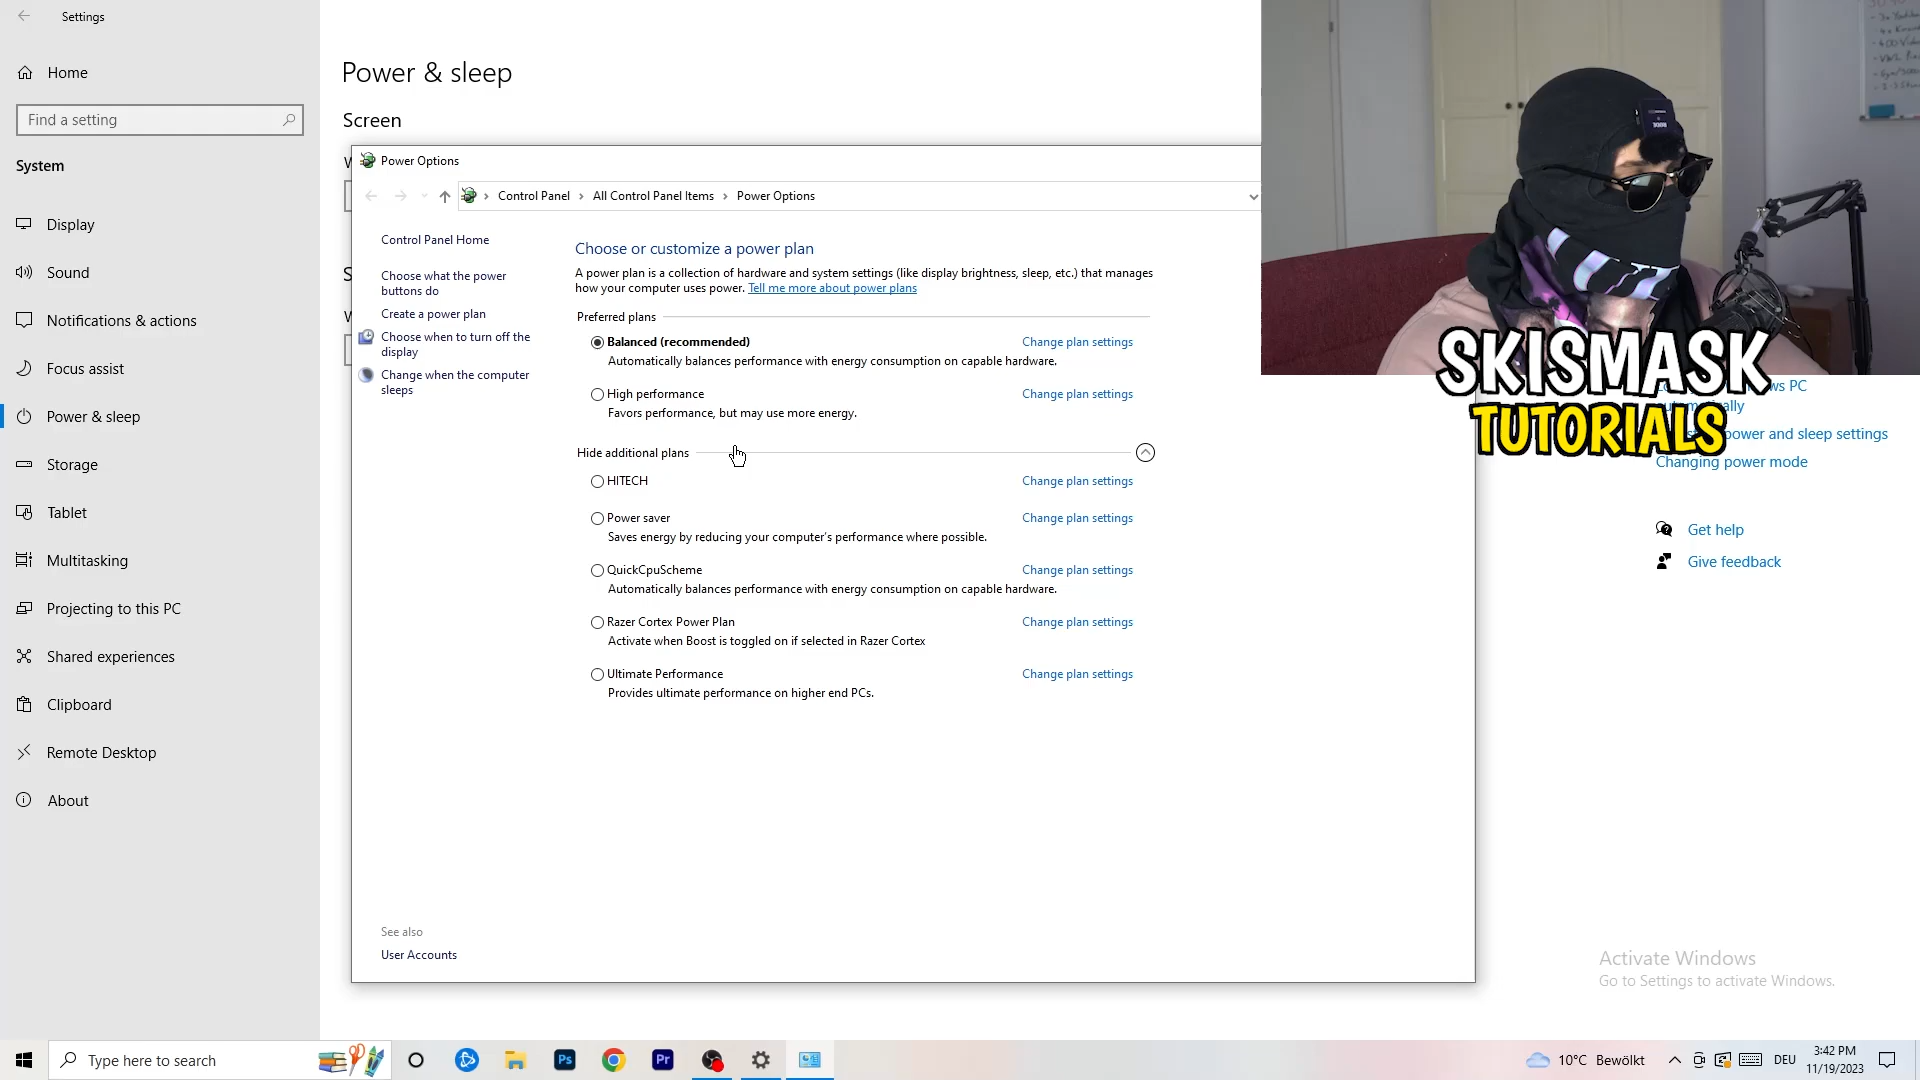 Settings
Home
Find a setting
System
Display
Sound
Notifications & actions
Focus assist
Power & sleep
Storage
Tablet
Multitasking
Projecting to this PC
Shared experiences
Clipboard
Remote Desktop
About
Power & sleep
Screen
Power Options
Control Panel
All Control Panel Items
Power Options
Control Panel Home
Choose what the power
buttons do
Create a power plan
Choose when to turn off the
display
Change when the computer
sleeps
See also
User Accounts
Choose or customize a power plan
A power plan is a collection of hardware and system settings (like display brightness, sleep, etc.) that manages
how your computer uses power. Tell me more about power plans
Preferred plans
Balanced (recommended) Change plan settings
Automatically balances performance with energy consumption on capable hardware.
High performance Change plan settings
Favors performance, but may use more energy.
Hide additional plans
HITECH Change plan settings
Power saver Change plan settings
Saves energy by reducing your computer's performance where possible.
QuickCpuScheme Change plan settings
Automatically balances performance with energy consumption on capable hardware.
Razer Cortex Power Plan Change plan settings
Activate when Boost is toggled on if selected in Razer Cortex
Ultimate Performance Change plan settings
Provides ultimate performance on higher end PCs.
SKISMASK
TUTORIALS
PC
power and sleep settings
Changing power mode
Get help
Give feedback
Activate Windows
Go to Settings to activate Windows.
Type here to search
Ps
Pr
10°C Bewölkt
DEU
3:42 PM
11/19/2023